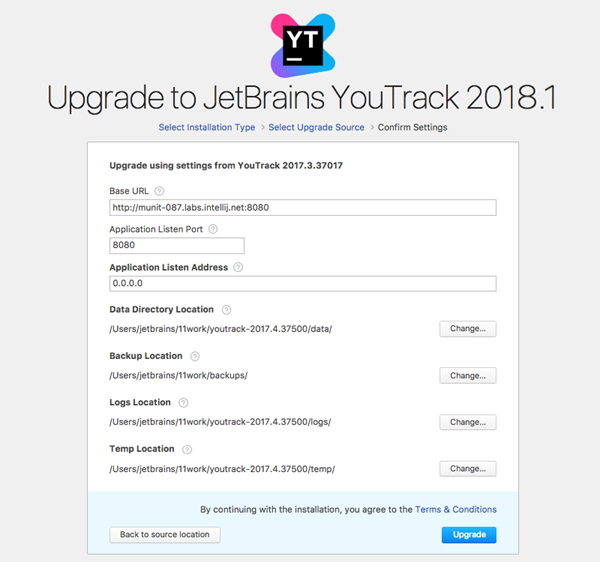 YT
Upgrade to JetBrains YouTrack 2018.1
Select Installation Type > Select Upgrade Source > Confirm Settings
Upgrade using settings from YouTrack 2017.3.37017
Base URL ?
http://munit-087.labs.intellij.net:8080
Application Listen Port ?
8080
Application Listen Address ?
0.0.0.0
Data Directory Location ?
/Users/jetbrains/11work/youtrack-2017.4.37500/data/ Change...
Backup Location ?
/Users/jetbrains/11work/backups/ Change...
Logs Location ?
/Users/jetbrains/11work/youtrack-2017.4.37500/logs/ Change...
Temp Location ?
/Users/jetbrains/11work/youtrack-2017.4.37500/temp/ Change...
By continuing with the installation, you agree to the Terms & Conditions
Back to source location Upgrade